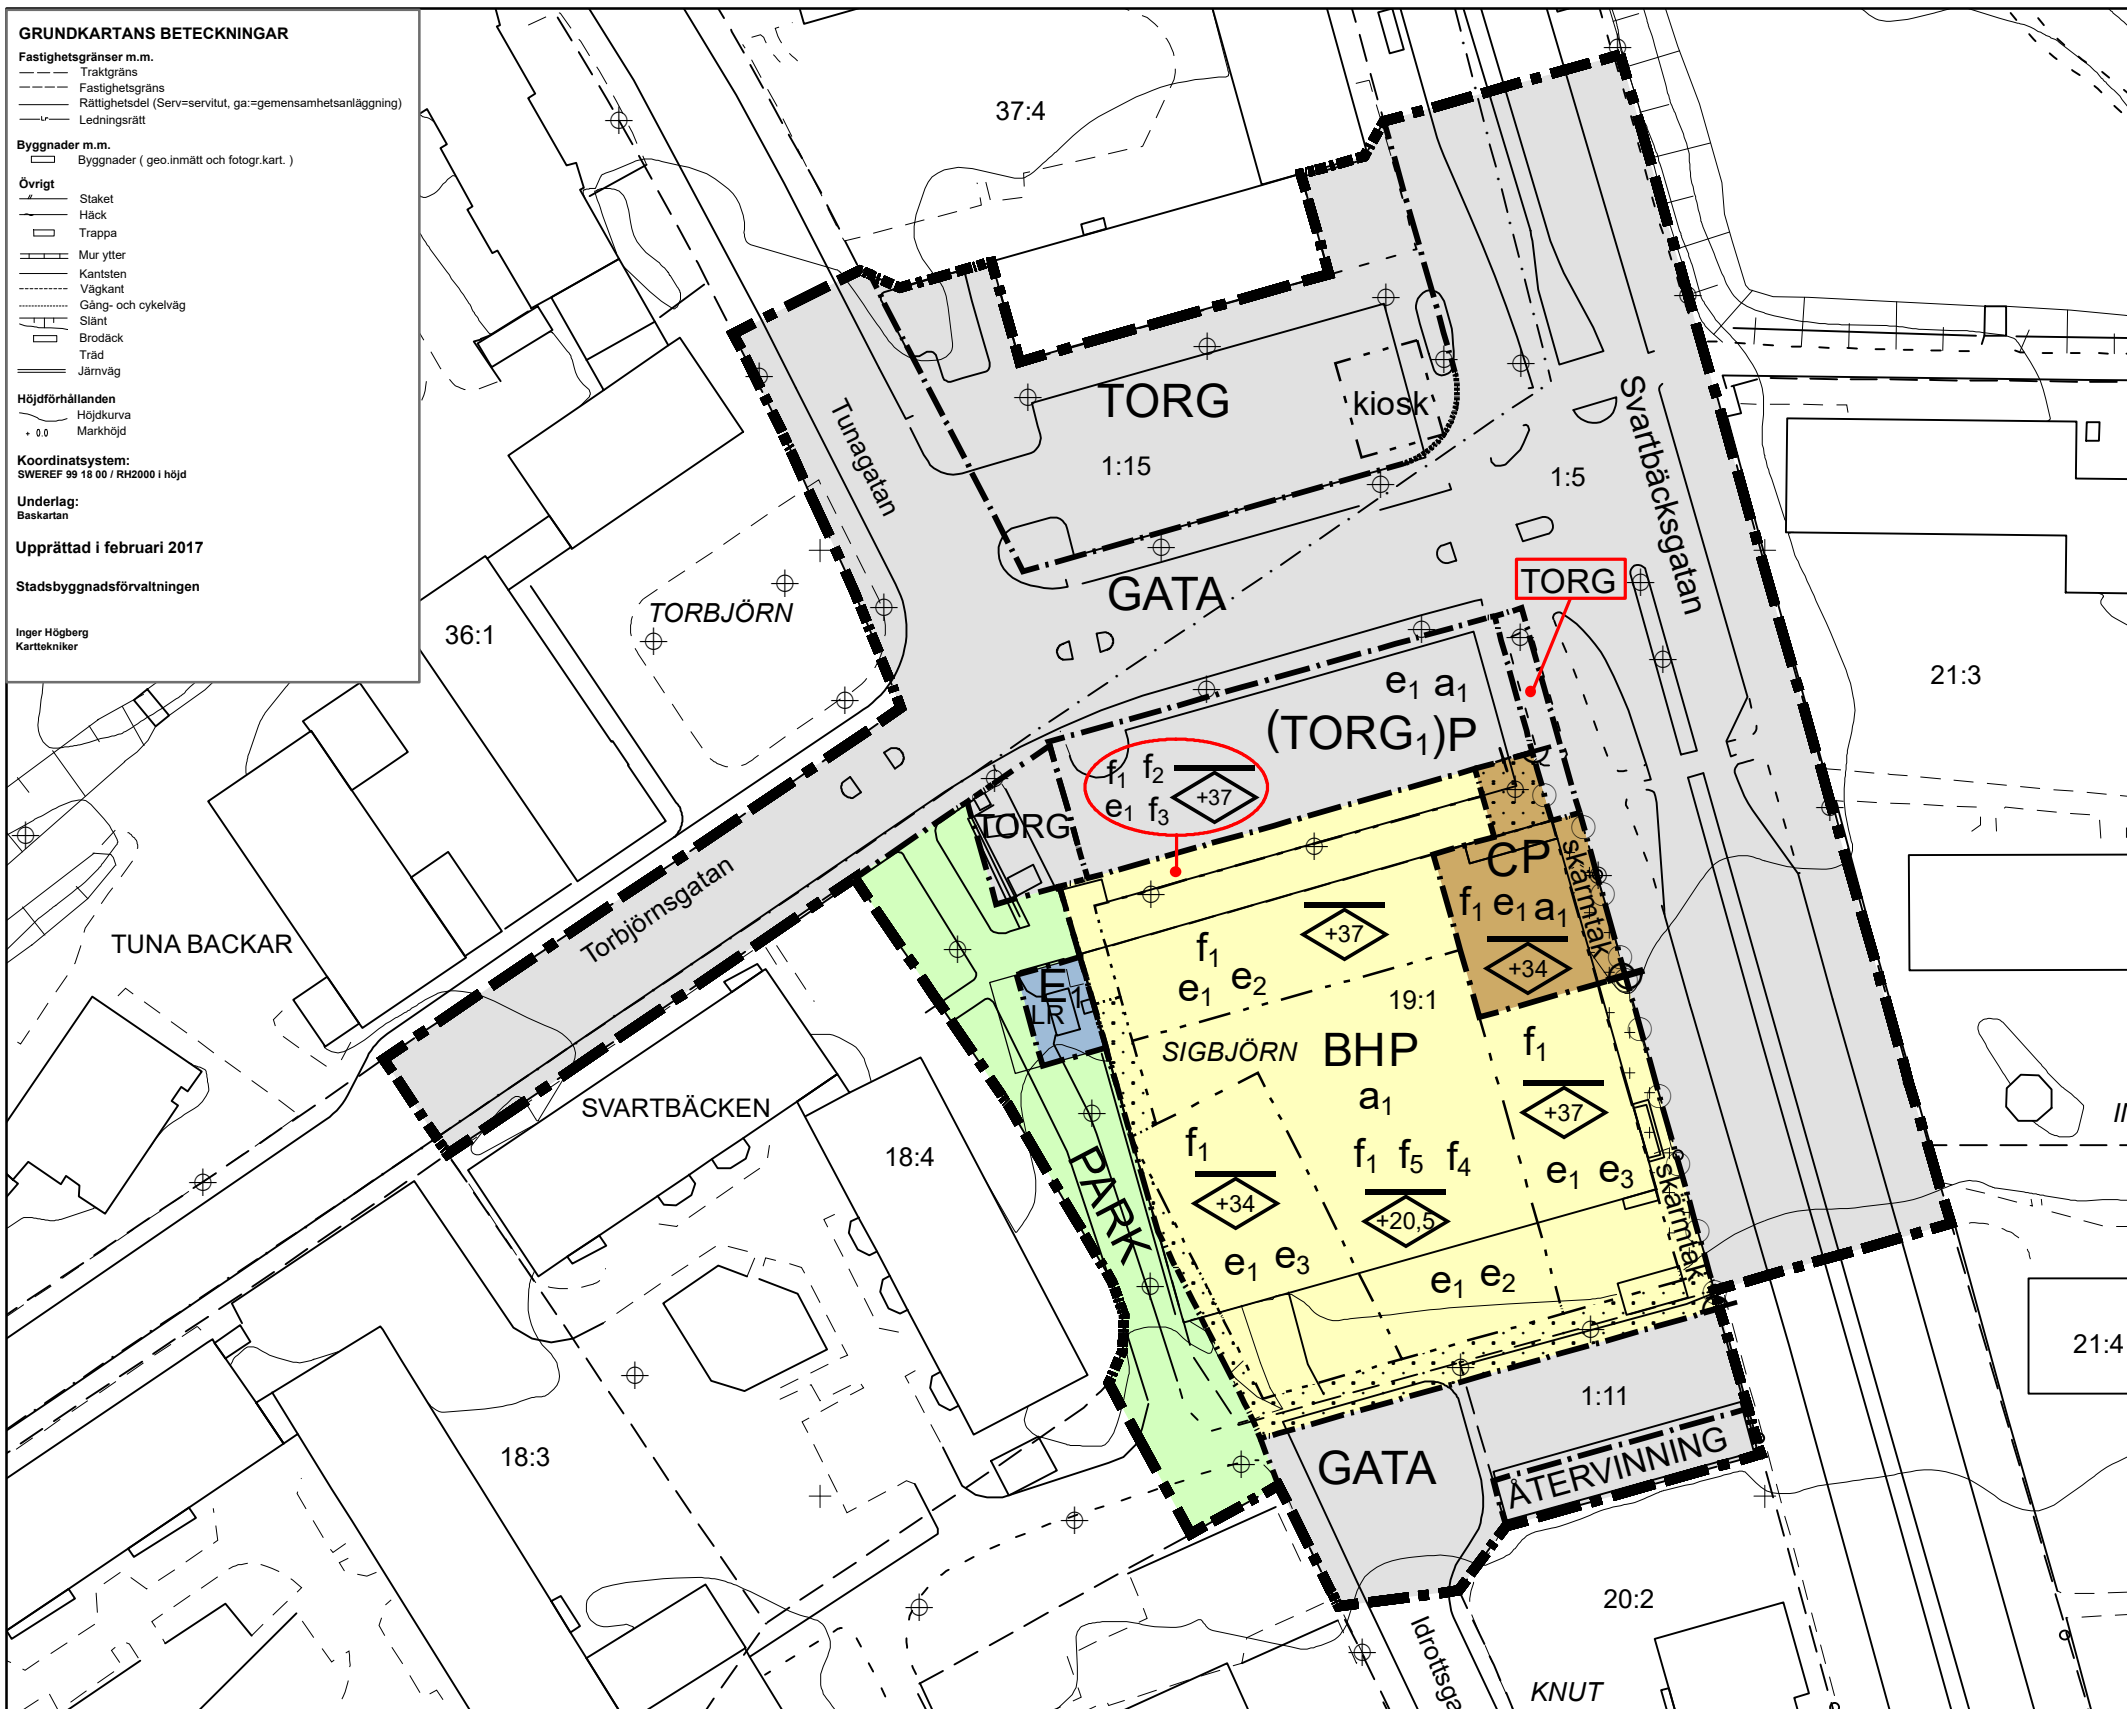 GRUNDKARTANS BETECKNINGAR
Fastighetsgränser m.m.
Traktgräns
Fastighetsgräns
Rättighetsdel (Serv=servitut, ga:=gemensamhetsanläggning)
Lr
Ledningsrätt
Byggnader m.m.
Byggnader ( geo.inmätt och fotogr.kart. )
Övrigt
Staket
Häck
Trappa
Mur ytter
Kantsten
Vägkant
Gång- och cykelväg
Slänt
Brodäck
Träd
Järnväg
Höjdförhållanden
Höjdkurva
+ 0.0 Markhöjd
Koordinatsystem:
SWEREF 99 18 00 / RH2000 i höjd
Underlag:
Baskartan
Upprättad i februari 2017
Stadsbyggnadsförvaltningen
Inger Högberg
Karttekniker
37:4
TORG
kiosk
1:15
1:5
Tunagatan
Svartbäcksgatan
GATA
TORG
TORBJÖRN
36:1
21:3
e1 a1
(TORG1)P
f1 f2
e1 f3
+37
TORG
CP
skärmtak
f1 e1 a1
+34
Torbjörnsgatan
TUNA BACKAR
+37
f1
e1 e2
E1
LR
19:1
SIGBJÖRN
BHP
a1
f1
+37
e1 e3
SVARTBÄCKEN
18:4
PARK
f1
+34
e1 e3
f1 f5 f4
+20,5
e1 e2
skärmtak
21:4
1:11
GATA
ÅTERVINNING
18:3
20:2
Idrottsga
KNUT